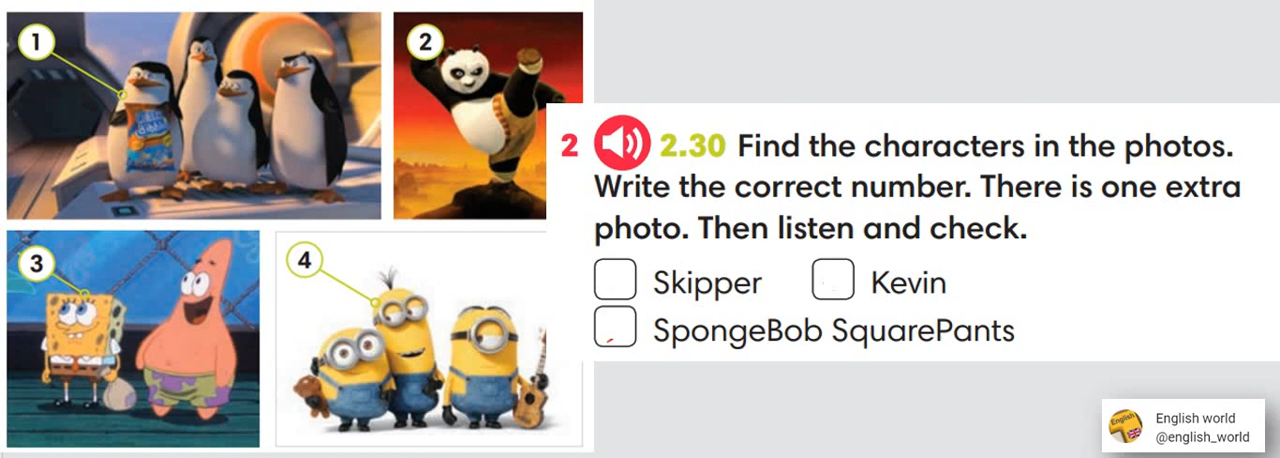 1
2
3
4
2 2.30 Find the characters in the photos.
Write the correct number. There is one extra
photo. Then listen and check.
Skipper Kevin
SpongeBob SquarePants
English
English world
@english_world